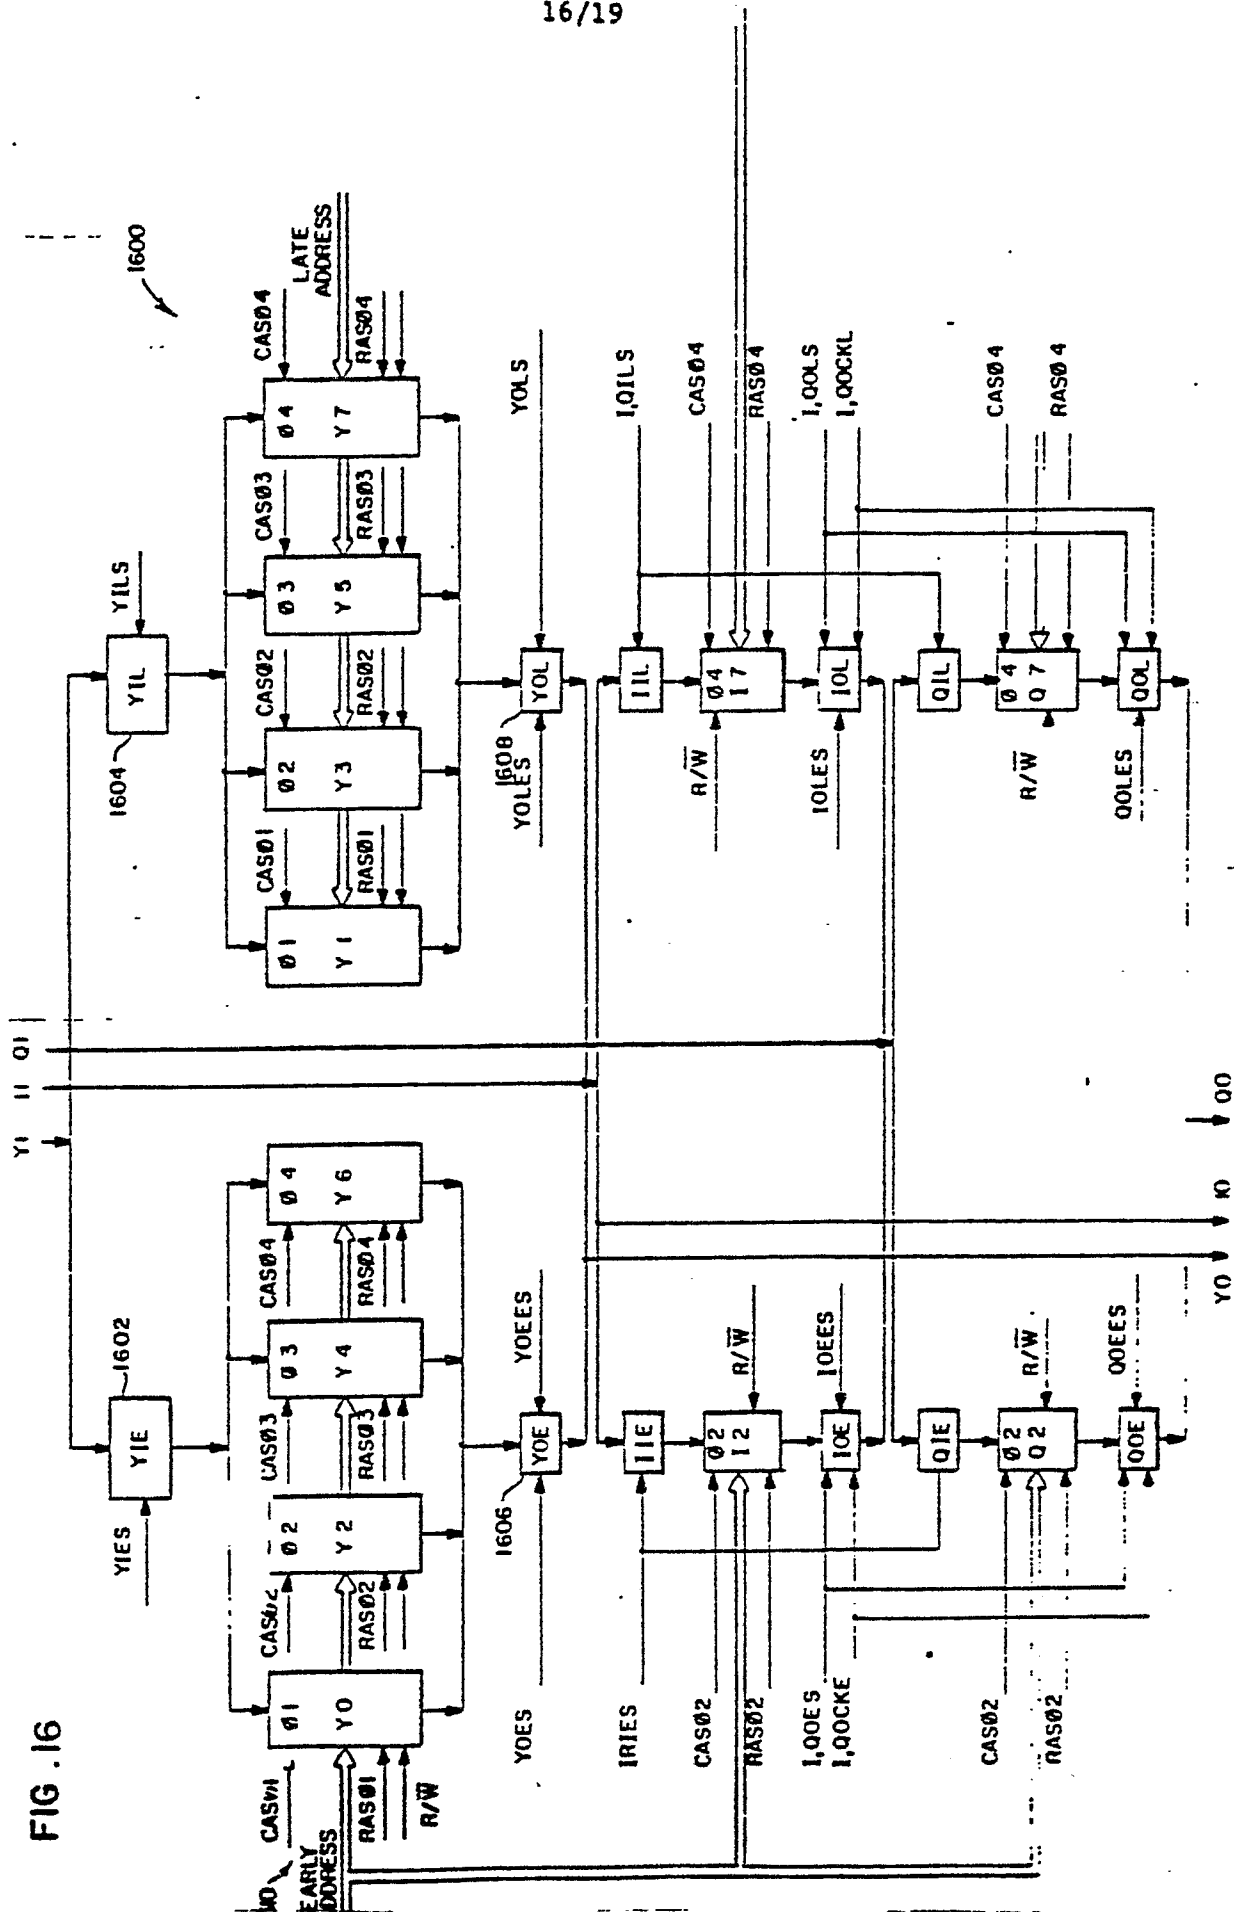 16/19
FIG.16
1600
YI
II
QI
YIES
YIE
1602
YILS
YIL
1604
EARLY
CASØ2
CASØ3
CASØ4
Ø1
Y0
Ø2
Y2
Ø3
Y4
Ø4
Y6
RASØ1
RASØ2
RASØ3
RASØ4
R/W̅
CASØ1
CASØ2
CASØ3
CASØ4
LATE
ADDRESS
Ø1
Y1
Ø2
Y3
Ø3
Y5
Ø4
Y7
RASØ1
RASØ2
RASØ3
RASØ4
YOES
1606
YOE
YOEES
YOLES
1608
YOL
YOLS
IRIES
IIE
IIL
I,QILS
CASØ2
Ø2
I2
R/W̅
RASØ2
R/W̅
Ø4
I7
CASØ4
RASØ4
I,QOES
I,QOCKE
IOE
IOEES
IOLES
IOL
I,QOLS
I,QOCKL
QIE
QIL
CASØ2
Ø2
Q2
R/W̅
RASØ2
R/W̅
Ø4
Q7
CASØ4
RASØ4
QOE
QOEES
QOLES
QOL
YO
IO
QO